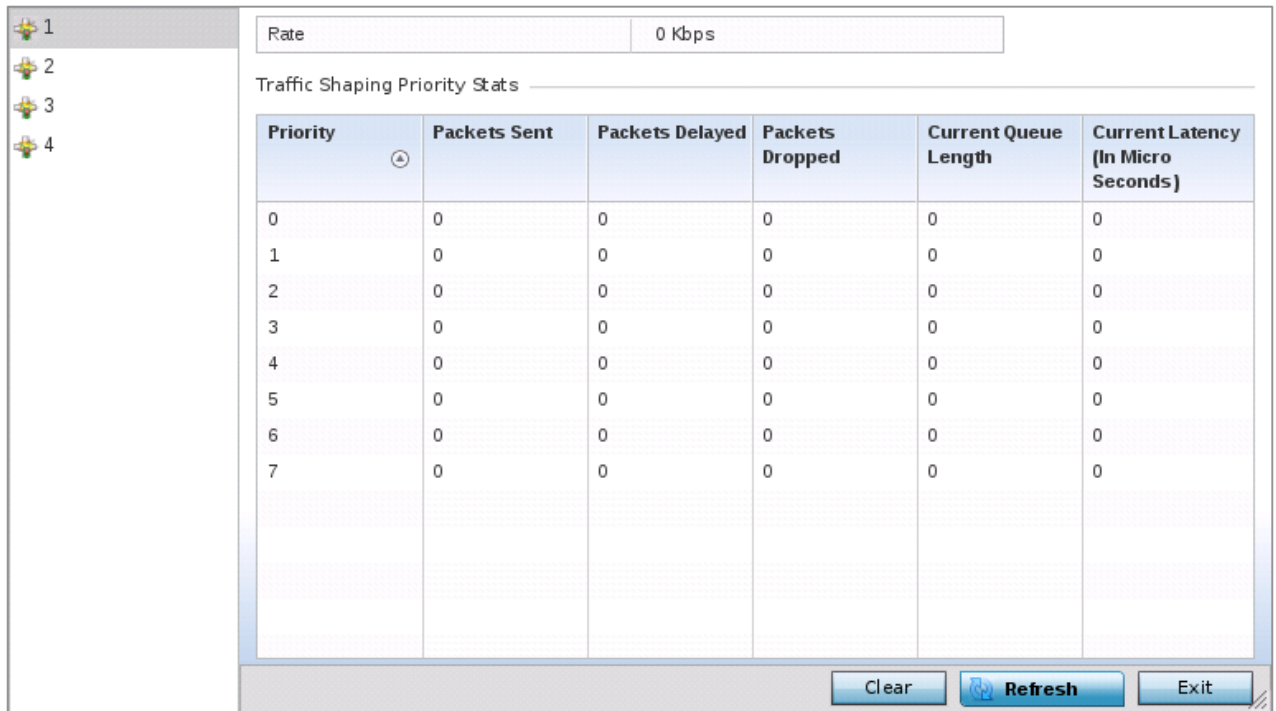 1
2
3
4
Rate 0 Kbps
Traffic Shaping Priority Stats
Priority Packets Sent Packets Delayed Packets Dropped Current Queue Length Current Latency (In Micro Seconds)
0 0 0 0 0 0
1 0 0 0 0 0
2 0 0 0 0 0
3 0 0 0 0 0
4 0 0 0 0 0
5 0 0 0 0 0
6 0 0 0 0 0
7 0 0 0 0 0
Clear Refresh Exit